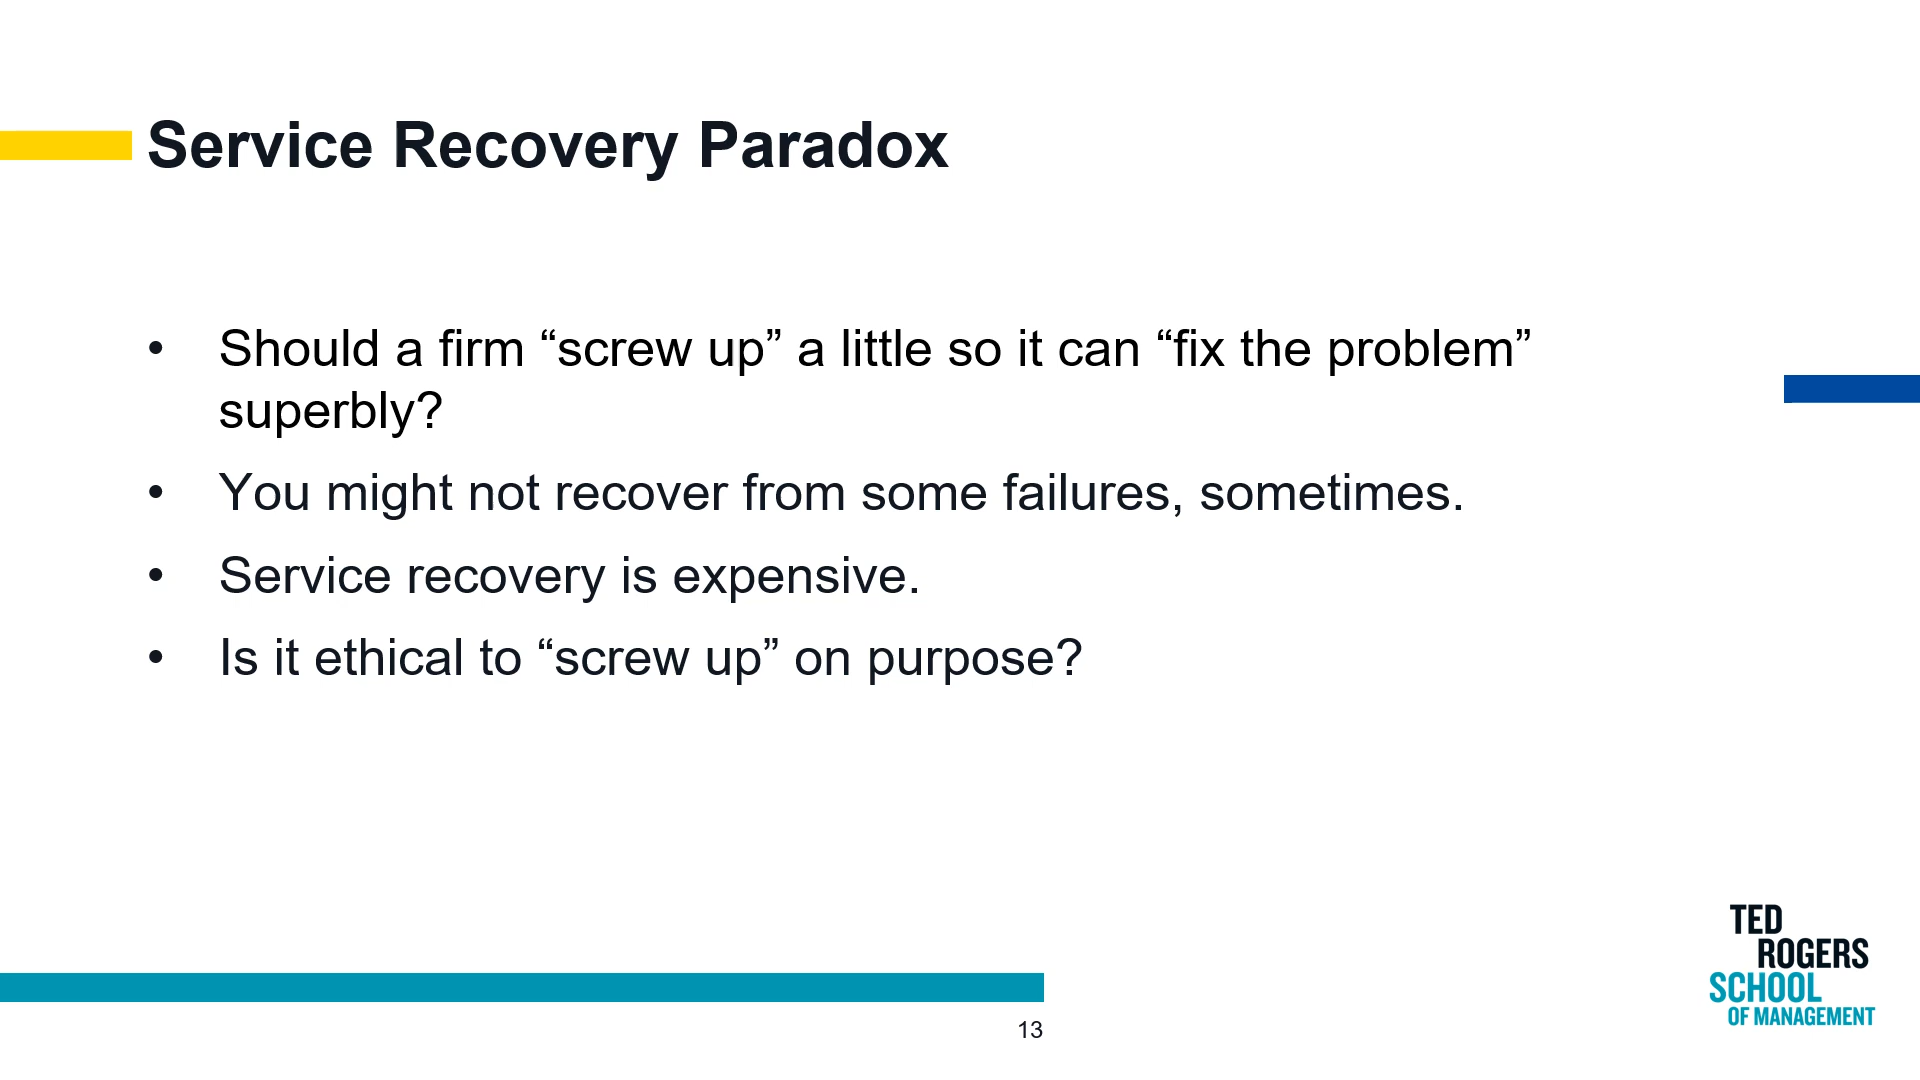 Service Recovery Paradox
• Should a firm “screw up” a little so it can “fix the problem”
superbly?
• You might not recover from some failures, sometimes.
• Service recovery is expensive.
• Is it ethical to “screw up” on purpose?
TED
ROGERS
SCHOOL
OF MANAGEMENT
13